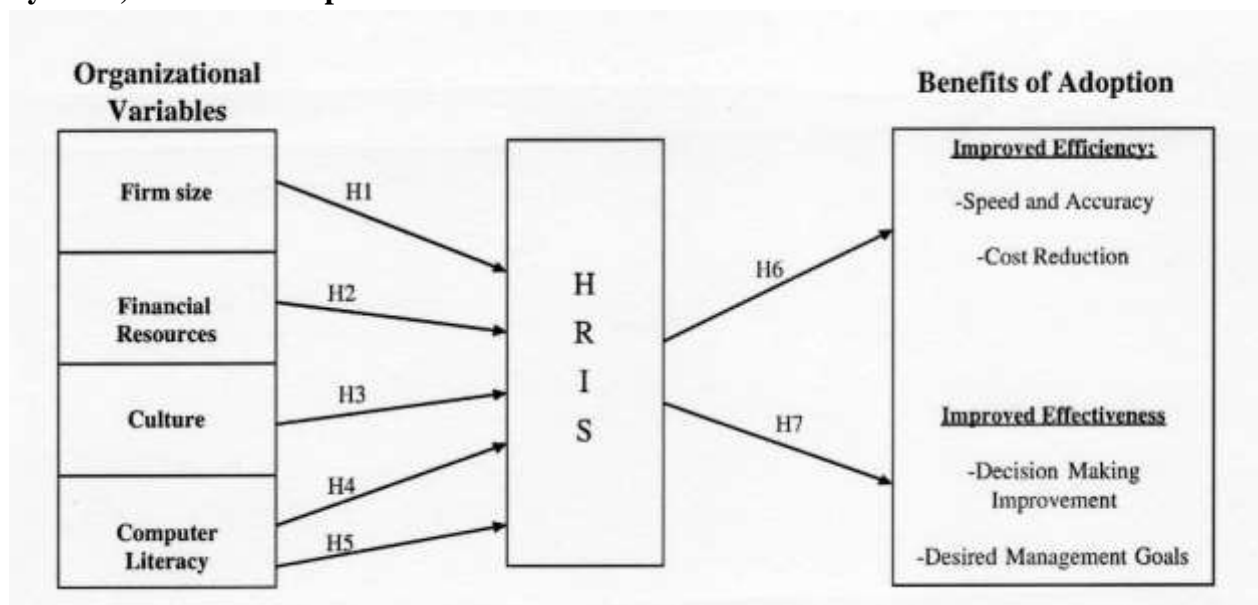 Organizational
Variables
Firm size
Financial
Resources
Culture
Computer
Literacy
H1
H2
H3
H4
H5
H
R
I
S
H6
H7
Benefits of Adoption
Improved Efficiency:
-Speed and Accuracy
-Cost Reduction
Improved Effectiveness
-Decision Making
Improvement
-Desired Management Goals